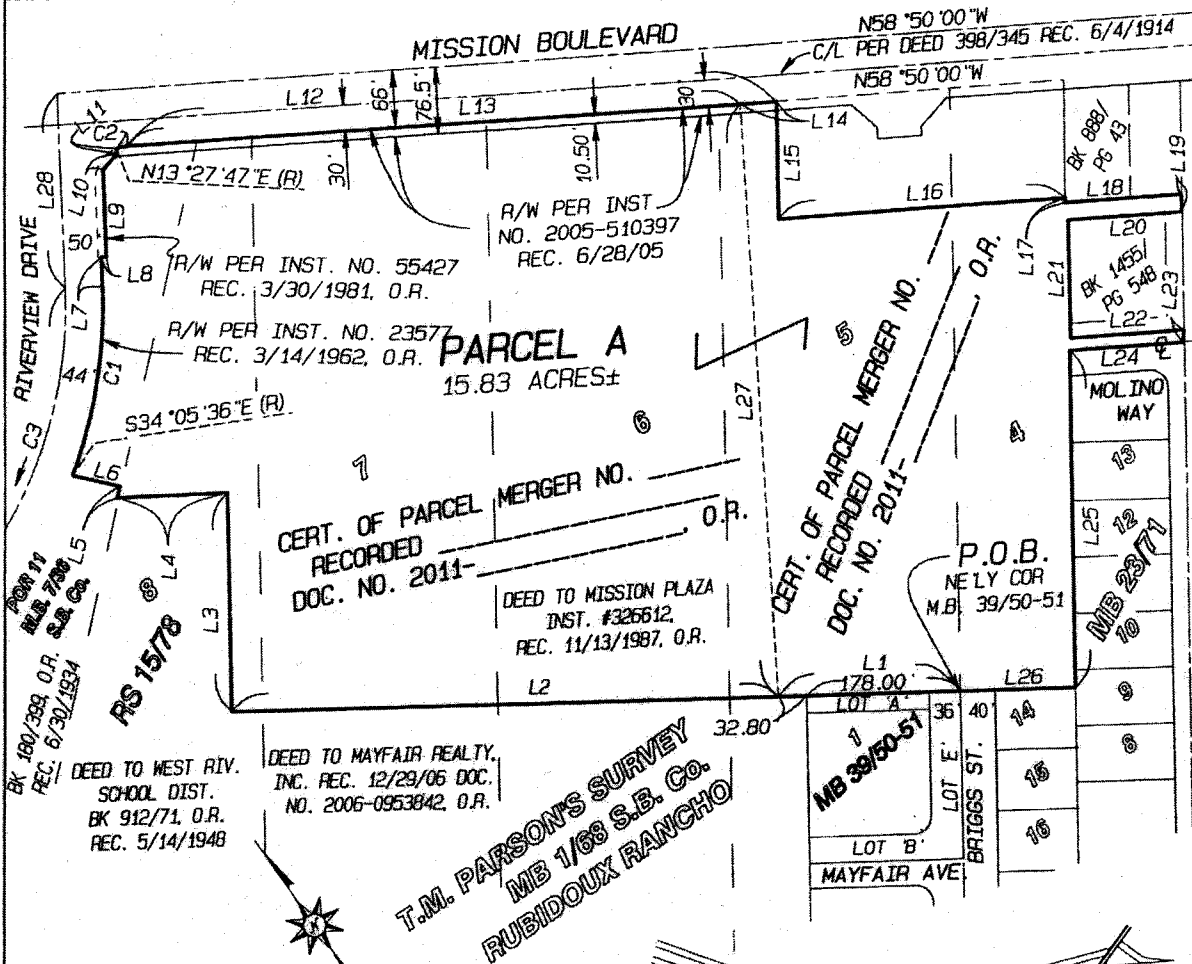 MISSION BOULEVARD
N58°50'00"W
C/L PER DEED 398/345 REC. 6/4/1914
N58°50'00"W
L11
L12
66'
76.5'
L13
30'
L14
C2
N13°27'47"E (R)
30'
10.50'
L15
BK 888/
PG 43
L19
L28
L10
L9
50'
L8
L7
RIVERVIEW DRIVE
R/W PER INST
NO. 2005-510397
REC. 6/28/05
L16
L18
L17
L20
L21
BK 1455/
PG 548
L23
L22
R/W PER INST. NO. 55427
REC. 3/30/1981, O.R.
R/W PER INST. NO. 23577
REC. 3/14/1962, O.R.
PARCEL A
15.83 ACRES±
44'
C1
C3
S34°05'36"E (R)
L6
L27
5
6
7
4
L24
MOLINO
WAY
13
12
L25
MB 23/71
10
9
8
CERT. OF PARCEL MERGER NO.
RECORDED
DOC. NO. 2011-
, O.R.
CERT. OF PARCEL MERGER NO.
RECORDED
DOC. NO. 2011-
, O.R.
P.O.B.
NE'LY COR
M.B. 39/50-51
L5
L4
L3
8
RS 15/78
POR 11
M.B. 7/36
S.B. Co.
BK 180/399, O.R.
REC. 6/30/1934
DEED TO MISSION PLAZA
INST. #326612,
REC. 11/13/1987, O.R.
L2
L1
178.00'
L26
32.80'
LOT 'A'
36'
40'
14
1
MB 39/50-51
LOT 'E'
BRIGGS ST.
15
16
LOT 'B'
MAYFAIR AVE.
DEED TO WEST RIV.
SCHOOL DIST.
BK 912/71, O.R.
REC. 5/14/1948
DEED TO MAYFAIR REALTY,
INC. REC. 12/29/06 DOC.
NO. 2006-0953842, O.R.
T.M. PARSON'S SURVEY
MB 1/68 S.B. Co.
RUBIDOUX RANCHO